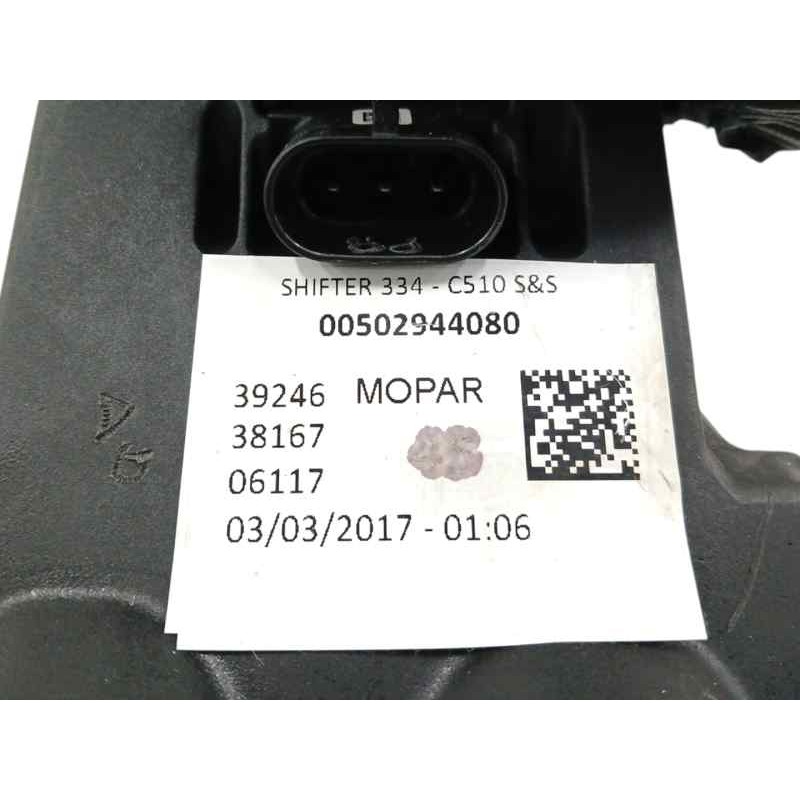 SHIFTER 334 - C510 S&S
00502944080
39246 MOPAR
38167
06117
03/03/2017 - 01:06